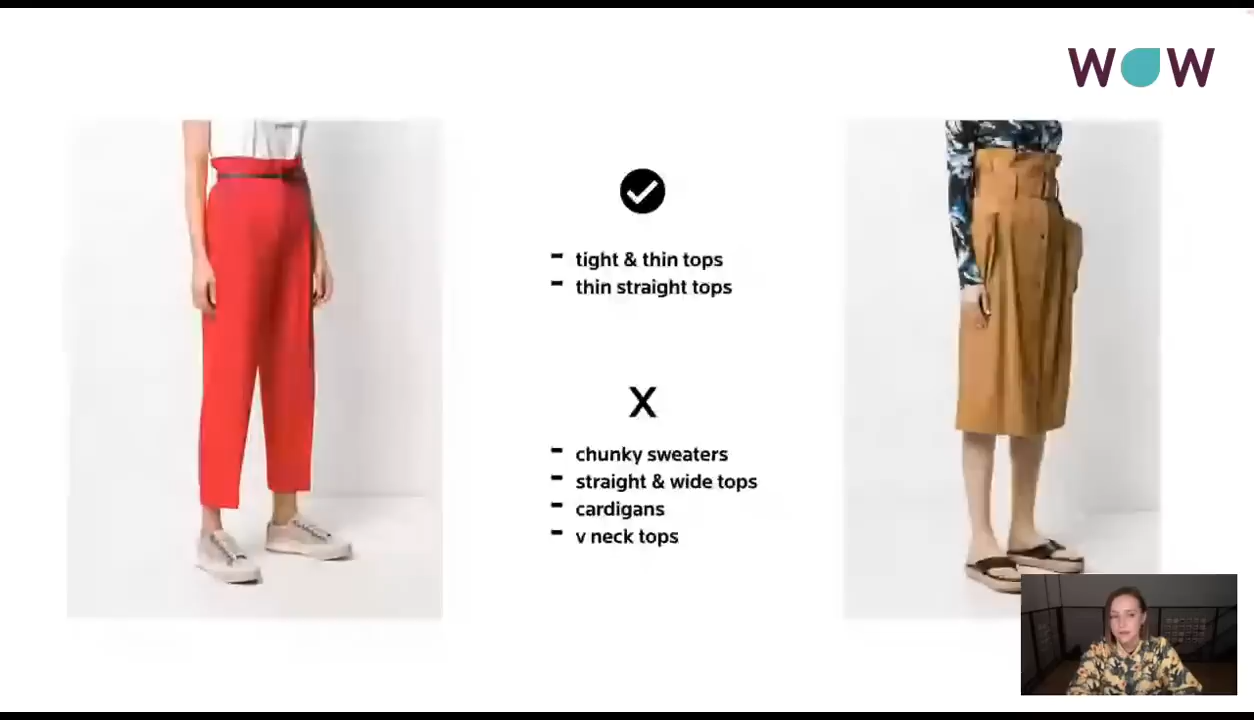 WOW
- tight & thin tops
- thin straight tops
X
- chunky sweaters
- straight & wide tops
- cardigans
- v neck tops